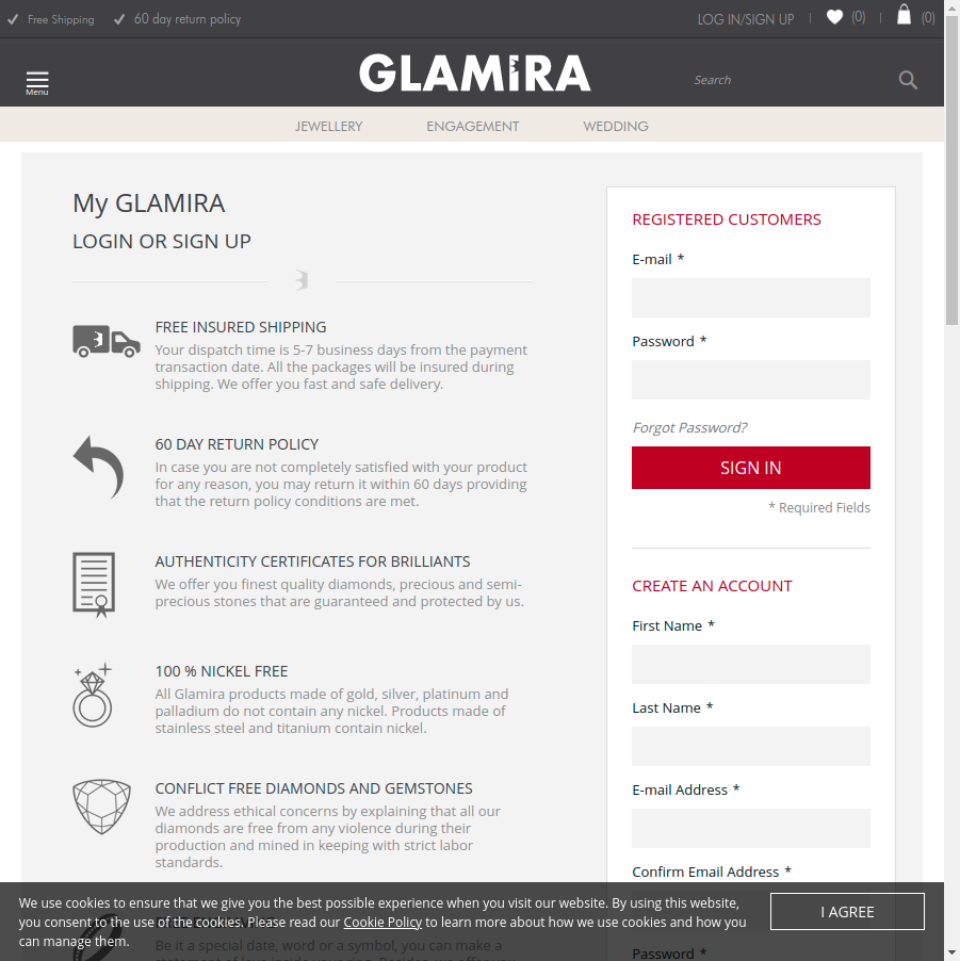 Free Shipping
60 day return policy
LOG IN/SIGN UP | (0) | (0)
Menu
GLAMIRA
Search
JEWELLERY
ENGAGEMENT
WEDDING
My GLAMIRA
LOGIN OR SIGN UP
FREE INSURED SHIPPING
Your dispatch time is 5-7 business days from the payment
transaction date. All the packages will be insured during
shipping. We offer you fast and safe delivery.
60 DAY RETURN POLICY
In case you are not completely satisfied with your product
for any reason, you may return it within 60 days providing
that the return policy conditions are met.
AUTHENTICITY CERTIFICATES FOR BRILLIANTS
We offer you finest quality diamonds, precious and semi-
precious stones that are guaranteed and protected by us.
100 % NICKEL FREE
All Glamira products made of gold, silver, platinum and
palladium do not contain any nickel. Products made of
stainless steel and titanium contain nickel.
CONFLICT FREE DIAMONDS AND GEMSTONES
We address ethical concerns by explaining that all our
diamonds are free from any violence during their
production and mined in keeping with strict labor
standards.
Be it a special date, word or a symbol, you can make a
REGISTERED CUSTOMERS
E-mail *
Password *
Forgot Password?
SIGN IN
* Required Fields
CREATE AN ACCOUNT
First Name *
Last Name *
E-mail Address *
Confirm Email Address *
Password *
We use cookies to ensure that we give you the best possible experience when you visit our website. By using this website,
you consent to the use of the cookies. Please read our Cookie Policy to learn more about how we use cookies and how you
can manage them.
I AGREE